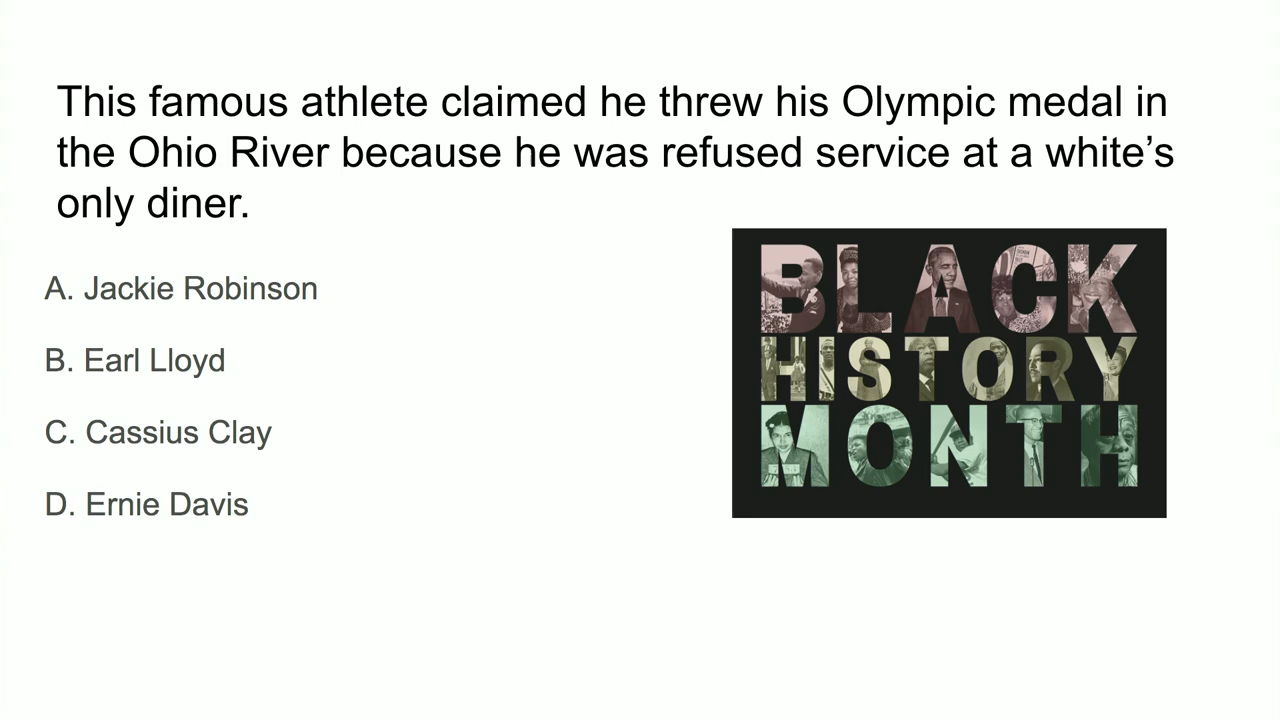 This famous athlete claimed he threw his Olympic medal in
the Ohio River because he was refused service at a white’s
only diner.
A. Jackie Robinson
B. Earl Lloyd
C. Cassius Clay
D. Ernie Davis
BLACK
HISTORY
MONTH